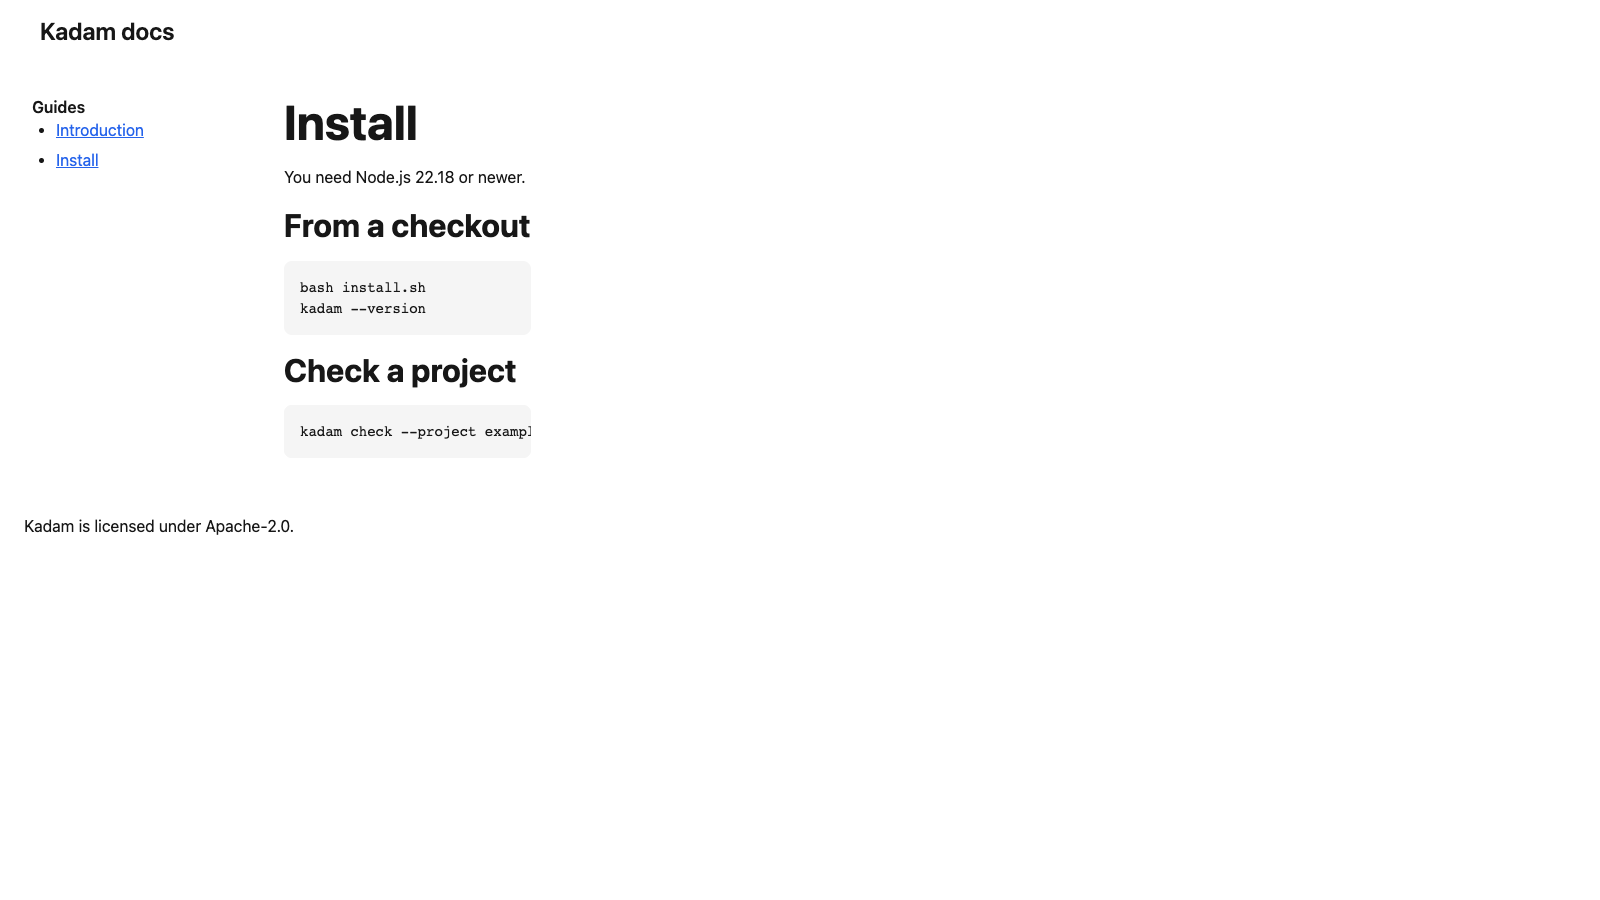 Kadam docs
Guides
Introduction
Install
Install
You need Node.js 22.18 or newer.
From a checkout
bash install.sh
kadam --version
Check a project
kadam check --project exampl
Kadam is licensed under Apache-2.0.